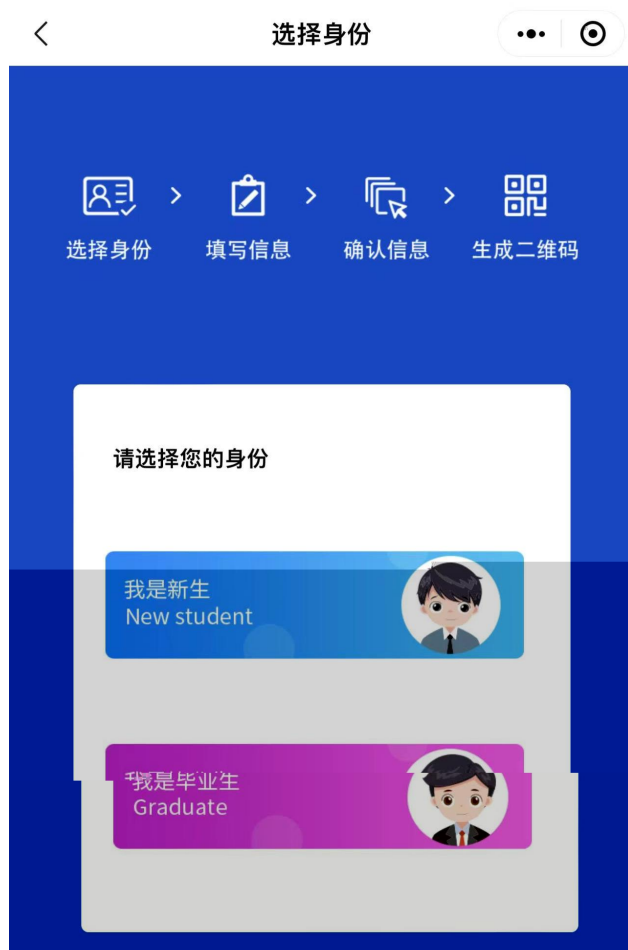 选择身份
选择身份
填写信息
确认信息
生成二维码
请选择您的身份
我是新生
New student
我是毕业生
Graduate